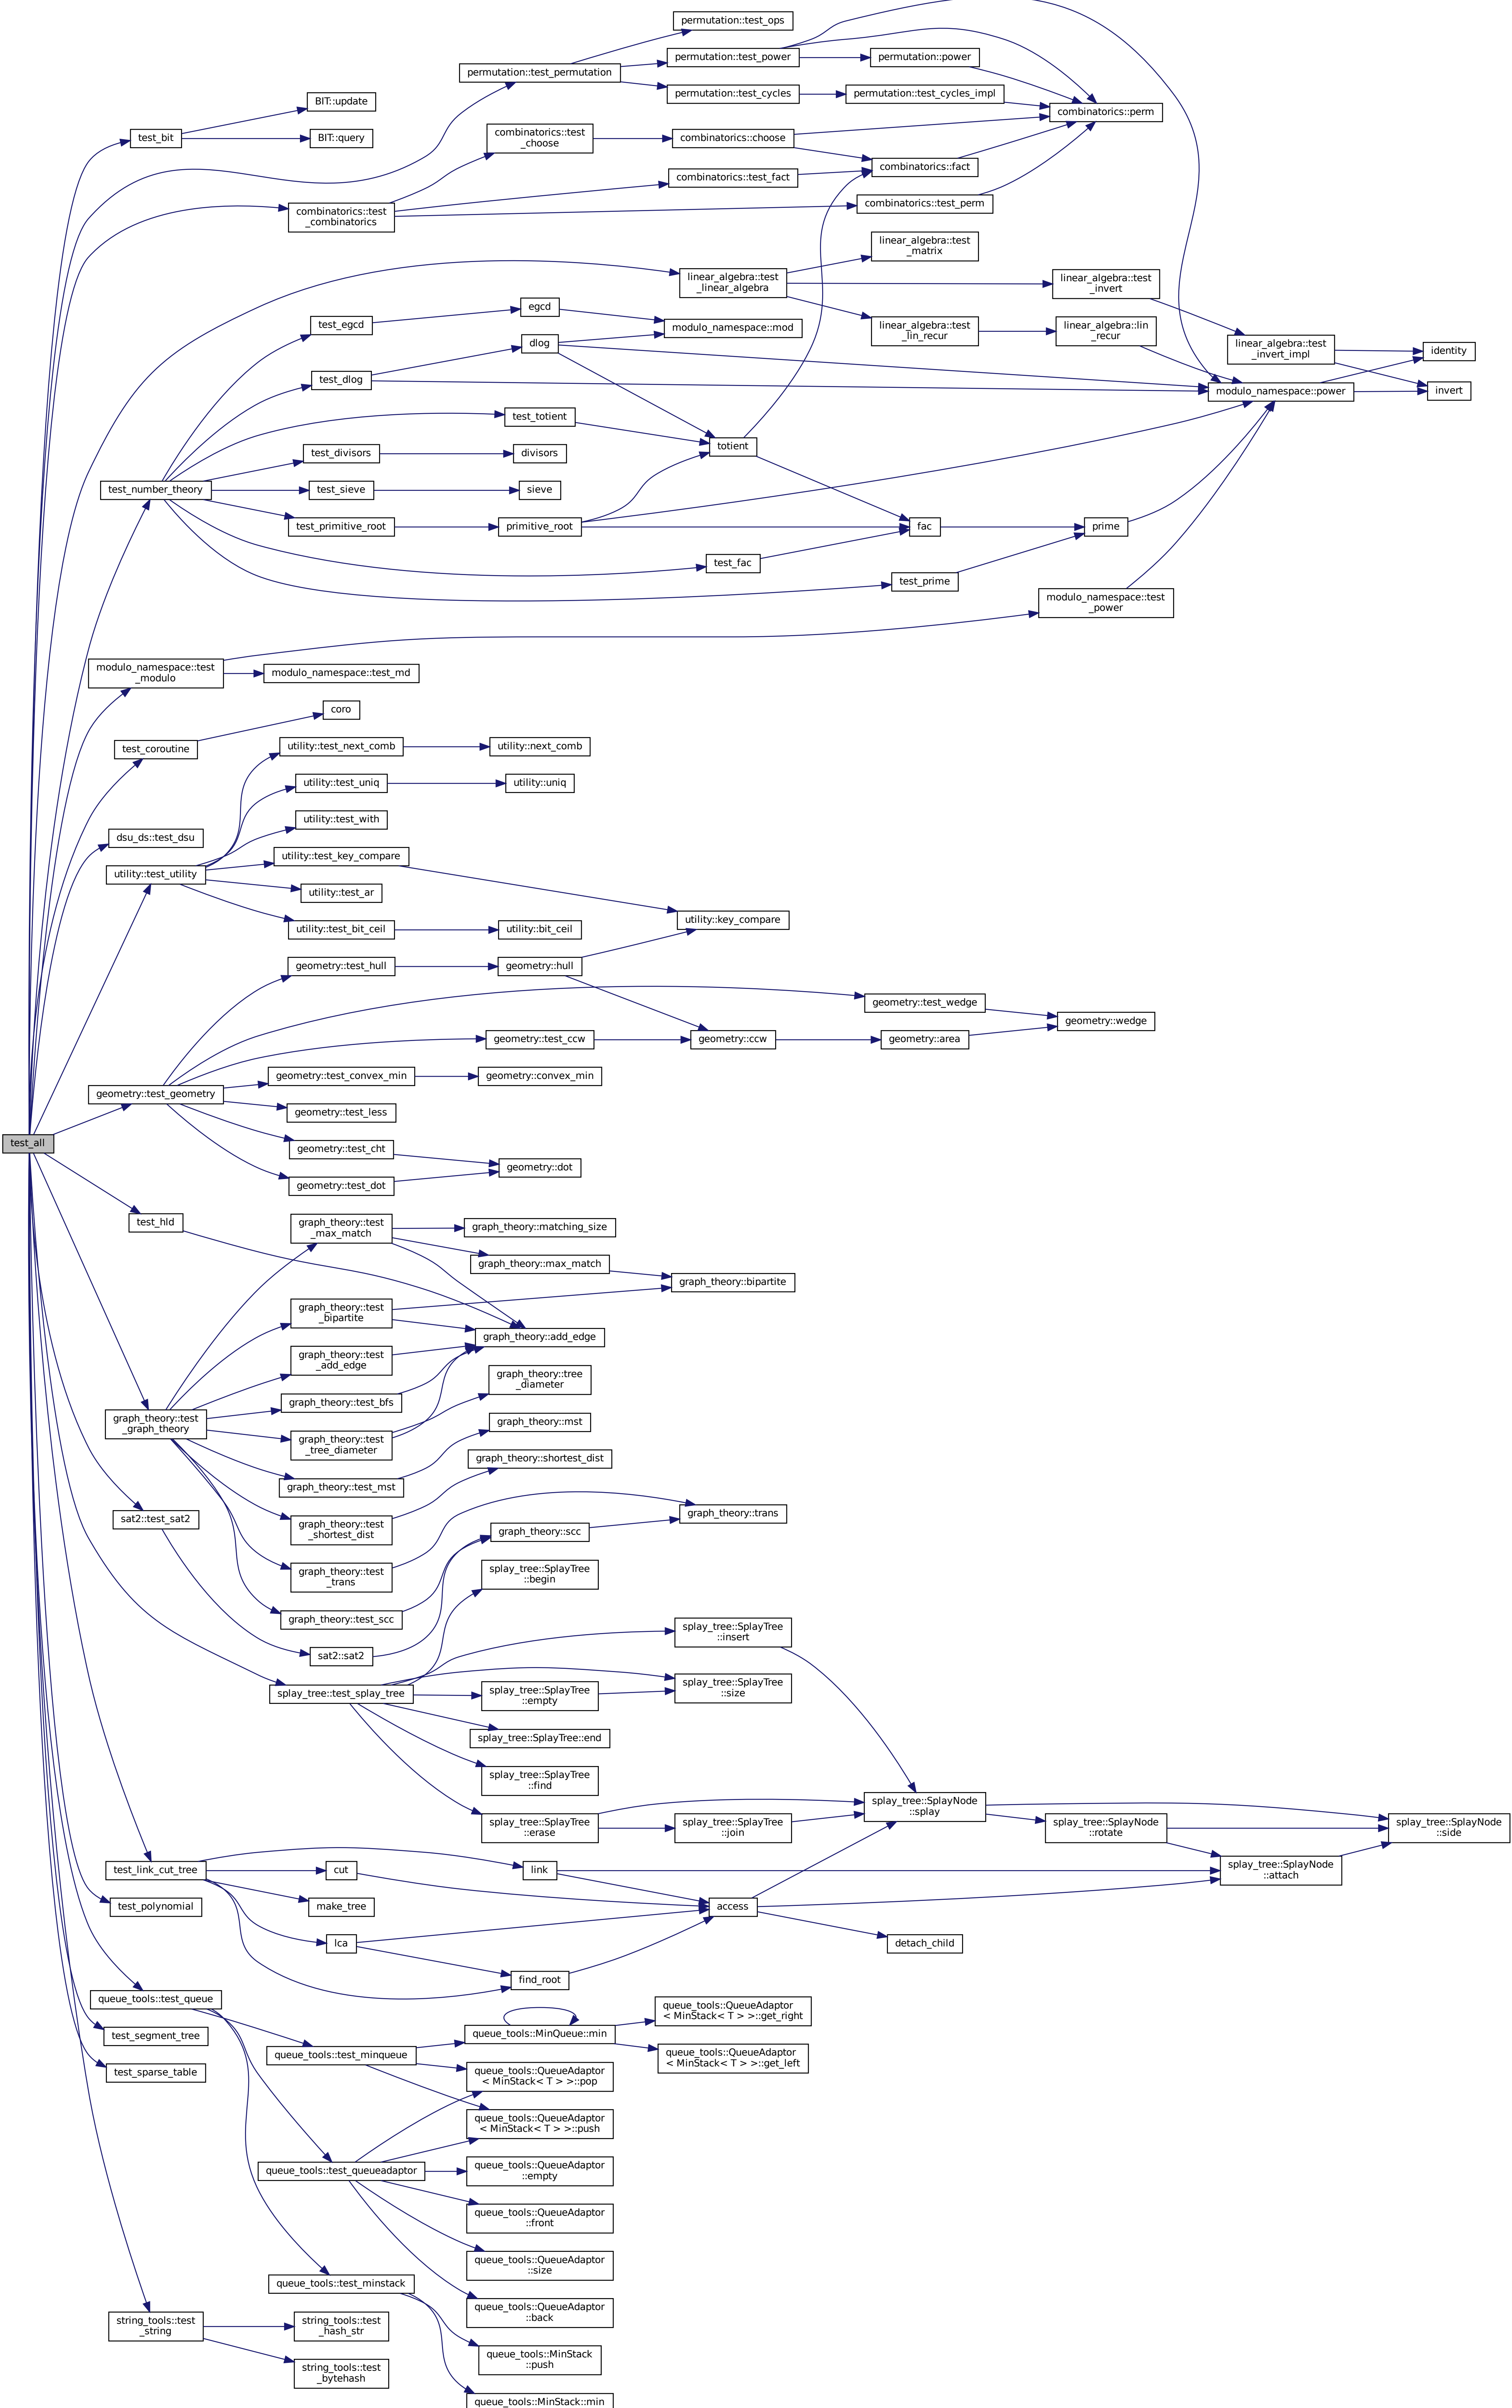 permutation::test_ops
permutation::test_power
permutation::power
permutation::test_permutation
permutation::test_cycles
permutation::test_cycles_impl
BIT::update
combinatorics::perm
test_bit
BIT::query
combinatorics::test
_choose
combinatorics::choose
combinatorics::fact
combinatorics::test_fact
combinatorics::test_perm
combinatorics::test
_combinatorics
linear_algebra::test
_matrix
linear_algebra::test
_linear_algebra
linear_algebra::test
_invert
egcd
test_egcd
modulo_namespace::mod
linear_algebra::test
_lin_recur
linear_algebra::lin
_recur
dlog
linear_algebra::test
_invert_impl
identity
test_dlog
modulo_namespace::power
invert
test_totient
totient
test_divisors
divisors
test_number_theory
test_sieve
sieve
test_primitive_root
primitive_root
fac
prime
test_fac
test_prime
modulo_namespace::test
_power
modulo_namespace::test
_modulo
modulo_namespace::test_md
coro
test_coroutine
utility::test_next_comb
utility::next_comb
utility::test_uniq
utility::uniq
utility::test_with
dsu_ds::test_dsu
utility::test_key_compare
utility::test_utility
utility::test_ar
utility::key_compare
utility::test_bit_ceil
utility::bit_ceil
geometry::test_hull
geometry::hull
geometry::test_wedge
geometry::wedge
geometry::test_ccw
geometry::ccw
geometry::area
geometry::test_convex_min
geometry::convex_min
geometry::test_geometry
geometry::test_less
test_all
geometry::test_cht
geometry::dot
geometry::test_dot
test_hld
graph_theory::test
_max_match
graph_theory::matching_size
graph_theory::max_match
graph_theory::bipartite
graph_theory::test
_bipartite
graph_theory::add_edge
graph_theory::test
_add_edge
graph_theory::tree
_diameter
graph_theory::test_bfs
graph_theory::test
_graph_theory
graph_theory::mst
graph_theory::test
_tree_diameter
graph_theory::shortest_dist
graph_theory::test_mst
graph_theory::trans
sat2::test_sat2
graph_theory::test
_shortest_dist
graph_theory::scc
graph_theory::test
_trans
splay_tree::SplayTree
::begin
graph_theory::test_scc
splay_tree::SplayTree
::insert
sat2::sat2
splay_tree::test_splay_tree
splay_tree::SplayTree
::empty
splay_tree::SplayTree
::size
splay_tree::SplayTree::end
splay_tree::SplayTree
::find
splay_tree::SplayNode
::splay
splay_tree::SplayTree
::erase
splay_tree::SplayTree
::join
splay_tree::SplayNode
::rotate
splay_tree::SplayNode
::side
test_link_cut_tree
cut
link
splay_tree::SplayNode
::attach
test_polynomial
make_tree
access
lca
detach_child
find_root
queue_tools::test_queue
queue_tools::QueueAdaptor
< MinStack< T > >::get_right
test_segment_tree
queue_tools::MinQueue::min
queue_tools::test_minqueue
queue_tools::QueueAdaptor
< MinStack< T > >::get_left
test_sparse_table
queue_tools::QueueAdaptor
< MinStack< T > >::pop
queue_tools::QueueAdaptor
< MinStack< T > >::push
queue_tools::test_queueadaptor
queue_tools::QueueAdaptor
::empty
queue_tools::QueueAdaptor
::front
queue_tools::QueueAdaptor
::size
queue_tools::test_minstack
queue_tools::QueueAdaptor
::back
string_tools::test
_string
string_tools::test
_hash_str
queue_tools::MinStack
::push
string_tools::test
_bytehash
queue_tools::MinStack::min